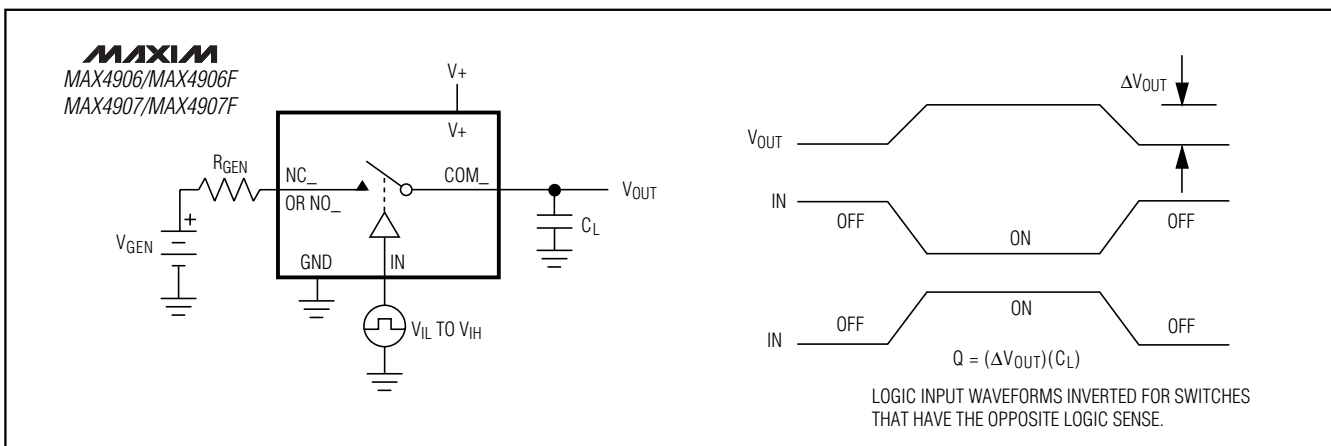 MAXIM
MAX4906/MAX4906F
MAX4907/MAX4907F
V+
V+
RGEN
NC_
OR NO_
COM_
VOUT
VGEN
+
CL
GND
IN
VIL TO VIH
ΔVOUT
VOUT
IN
OFF
ON
OFF
IN
OFF
ON
OFF
Q = (ΔVOUT)(CL)
LOGIC INPUT WAVEFORMS INVERTED FOR SWITCHES
THAT HAVE THE OPPOSITE LOGIC SENSE.